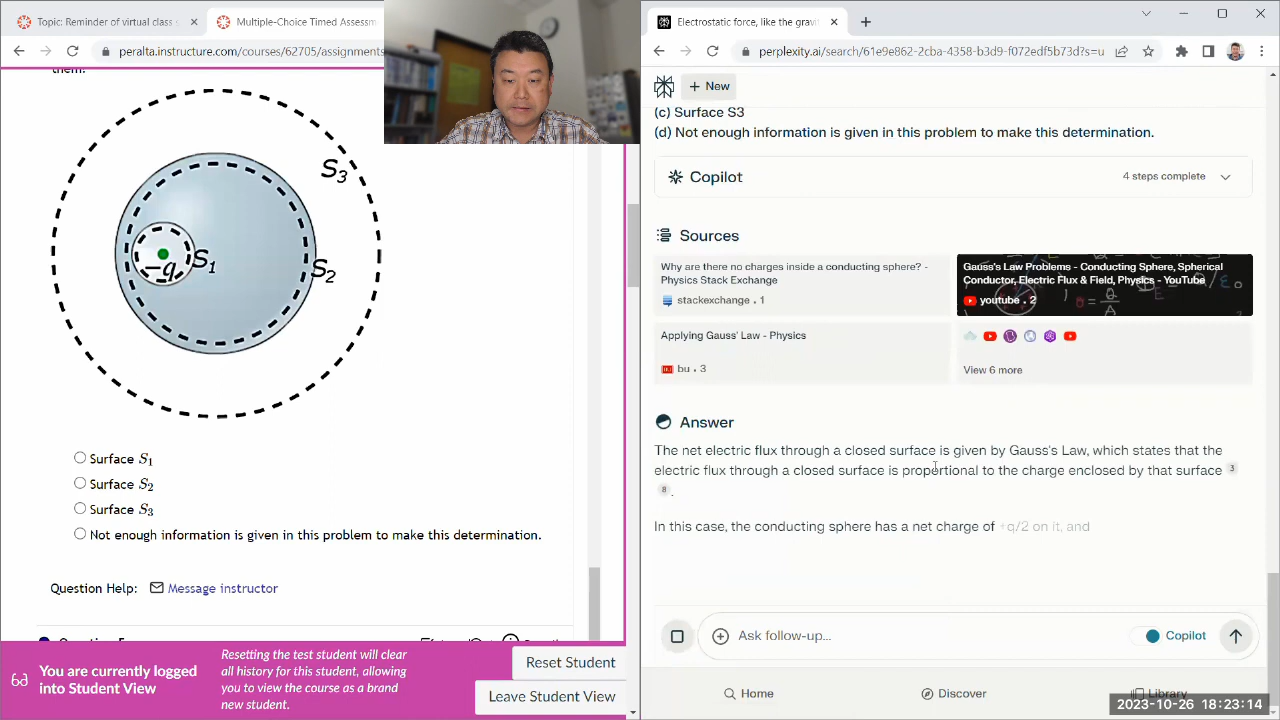 Topic: Reminder of virtual class
Multiple-Choice Timed Assessm
Electrostatic force, like the gravi
peralta.instructure.com/courses/62705/assignments
perplexity.ai/search/61e9e862-2cba-4358-b3d9-f072edf5b73d?s=u
them.
S3
S1
S2
−q
Surface S1
Surface S2
Surface S3
Not enough information is given in this problem to make this determination.
Question Help: Message instructor
You are currently logged
into Student View
Resetting the test student will clear
all history for this student, allowing
you to view the course as a brand
new student.
Reset Student
Leave Student View
+ New
(c) Surface S3
(d) Not enough information is given in this problem to make this determination.
Copilot
4 steps complete
Sources
Why are there no charges inside a conducting sphere? -
Physics Stack Exchange
stackexchange . 1
Gauss's Law Problems - Conducting Sphere, Spherical
Conductor, Electric Flux & Field, Physics - YouTube
youtube . 2
Applying Gauss' Law - Physics
bu . 3
View 6 more
Answer
The net electric flux through a closed surface is given by Gauss's Law, which states that the
electric flux through a closed surface is proportional to the charge enclosed by that surface 3
8 .
In this case, the conducting sphere has a net charge of +q/2 on it, and
Ask follow-up...
Copilot
Home
Discover
Library
2023-10-26 18:23:14